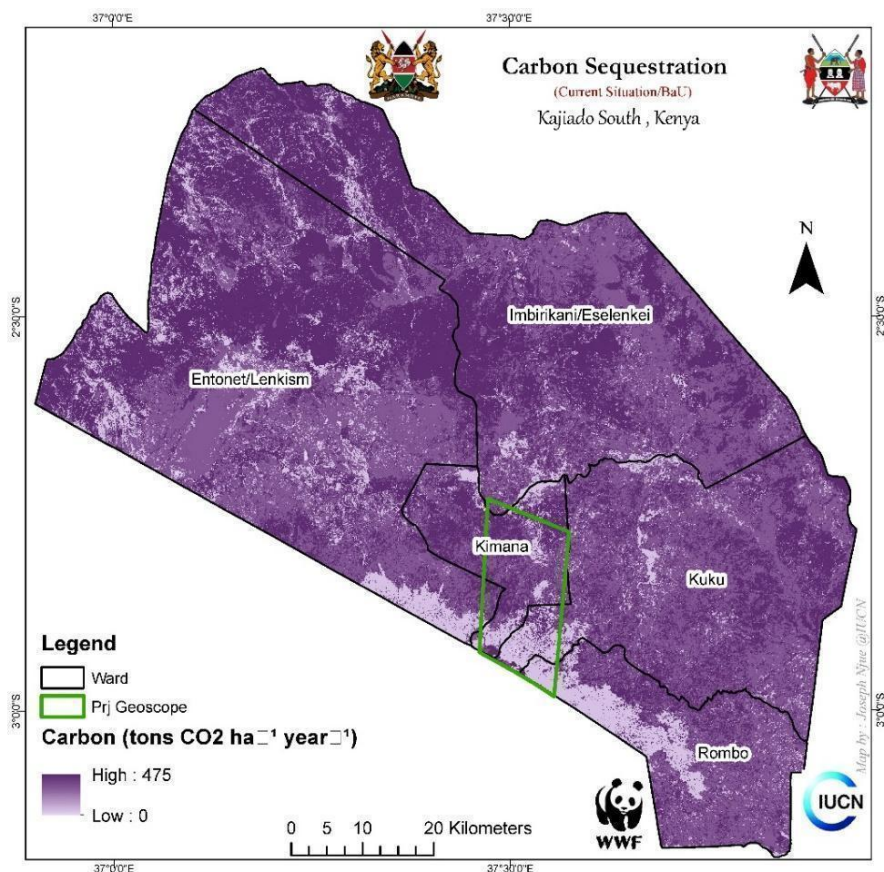 37°0'0"E
37°30'0"E
Carbon Sequestration
(Current Situation/BaU)
Kajiado South , Kenya
N
2°30'0"S
2°30'0"S
Imbirikani/Eselenkei
Entonet/Lenkism
Kimana
Kuku
Legend
Ward
Prj Geoscope
Carbon (tons CO2 ha□¹ year□¹)
High : 475
Low : 0
3°0'0"S
3°0'0"S
Rombo
Map by : Joseph Njue @IUCN
0 5 10 20 Kilometers
WWF
IUCN
37°0'0"E
37°30'0"E